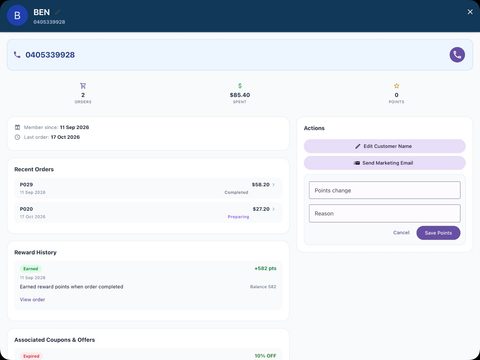 B
BEN
0405339928
0405339928
2
ORDERS
$85.40
SPENT
0
POINTS
Member since: 11 Sep 2026
Last order: 17 Oct 2026
Recent Orders
P029
$58.20
11 Sep 2026
Completed
P020
$27.20
17 Oct 2026
Preparing
Reward History
Earned
+582 pts
11 Sep 2026
Earned reward points when order completed
Balance 582
View order
Associated Coupons & Offers
Expired
10% OFF
Actions
Edit Customer Name
Send Marketing Email
Points change
Reason
Cancel
Save Points